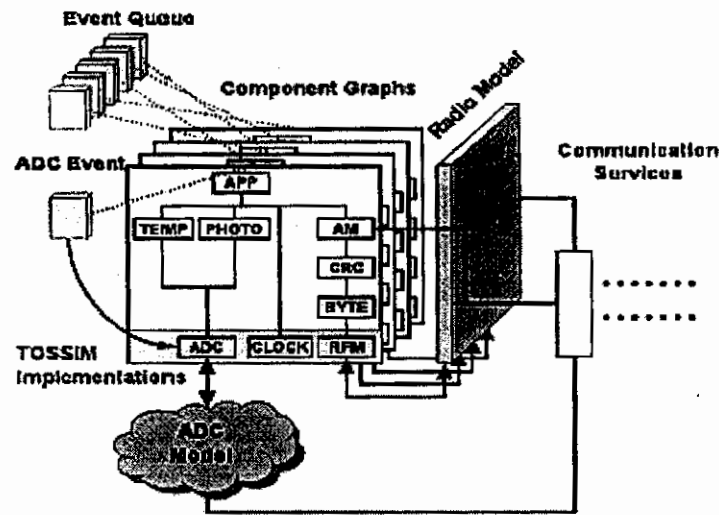 Event Queue
Component Graphs
Radio Model
ADC Event
Communication
Services
APP
TEMP
PHOTO
AM
CRC
BYTE
ADC
CLOCK
RFM
TOSSIM
Implementations
ADC
Model